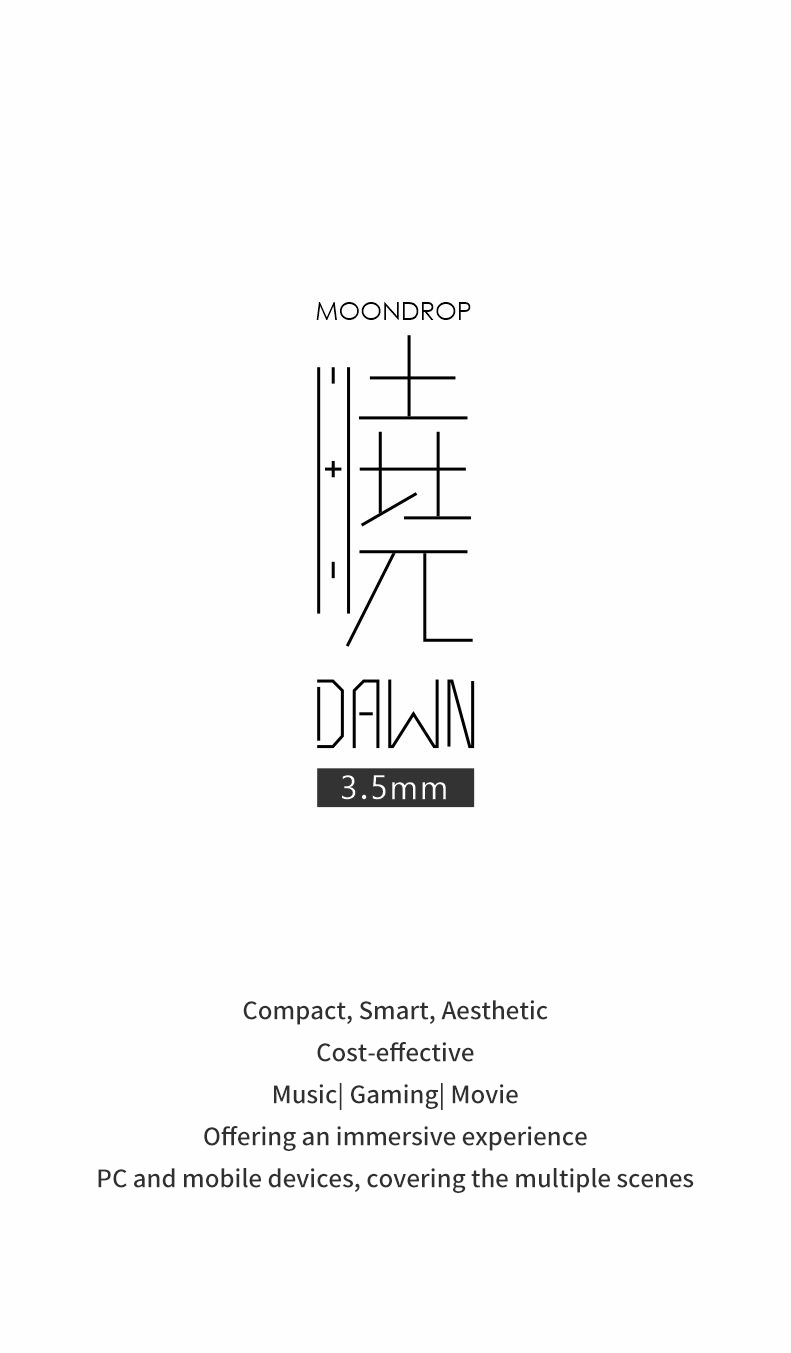 MOONDROP
曉
DAWN
3.5mm
Compact, Smart, Aesthetic
Cost-effective
Music| Gaming| Movie
Offering an immersive experience
PC and mobile devices, covering the multiple scenes